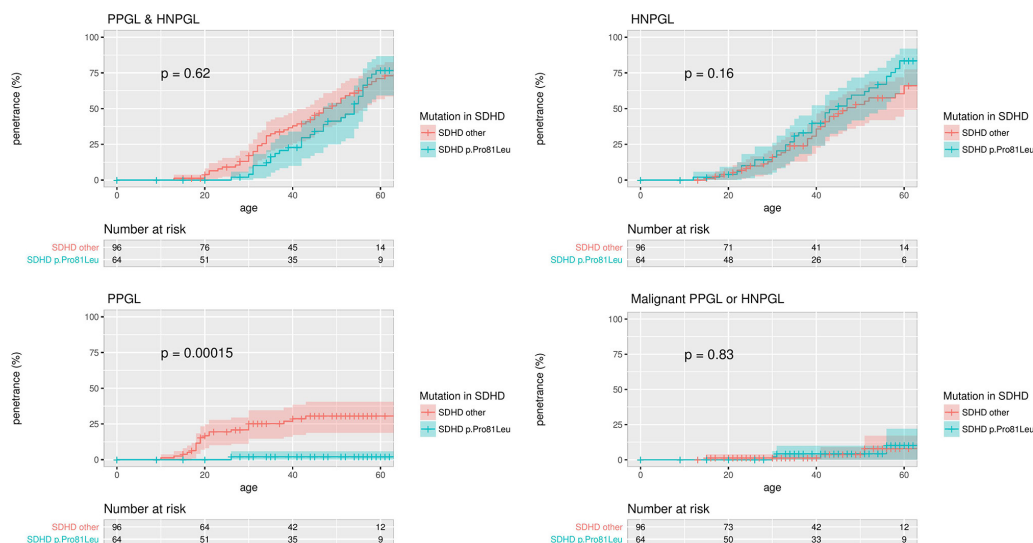 PPGL & HNPGL
100
75
50
25
0
penetrance (%)
p = 0.62
0 20 40 60
age
Mutation in SDHD
SDHD other
SDHD p.Pro81Leu
Number at risk
SDHD other 96 76 45 14
SDHD p.Pro81Leu 64 51 35 9
HNPGL
100
75
50
25
0
penetrance (%)
p = 0.16
0 20 40 60
age
Mutation in SDHD
SDHD other
SDHD p.Pro81Leu
Number at risk
SDHD other 96 71 41 14
SDHD p.Pro81Leu 64 48 26 6
PPGL
100
75
50
25
0
penetrance (%)
p = 0.00015
0 20 40 60
age
Mutation in SDHD
SDHD other
SDHD p.Pro81Leu
Number at risk
SDHD other 96 64 42 12
SDHD p.Pro81Leu 64 51 35 9
Malignant PPGL or HNPGL
100
75
50
25
0
penetrance (%)
p = 0.83
0 20 40 60
age
Mutation in SDHD
SDHD other
SDHD p.Pro81Leu
Number at risk
SDHD other 96 73 42 12
SDHD p.Pro81Leu 64 50 33 9